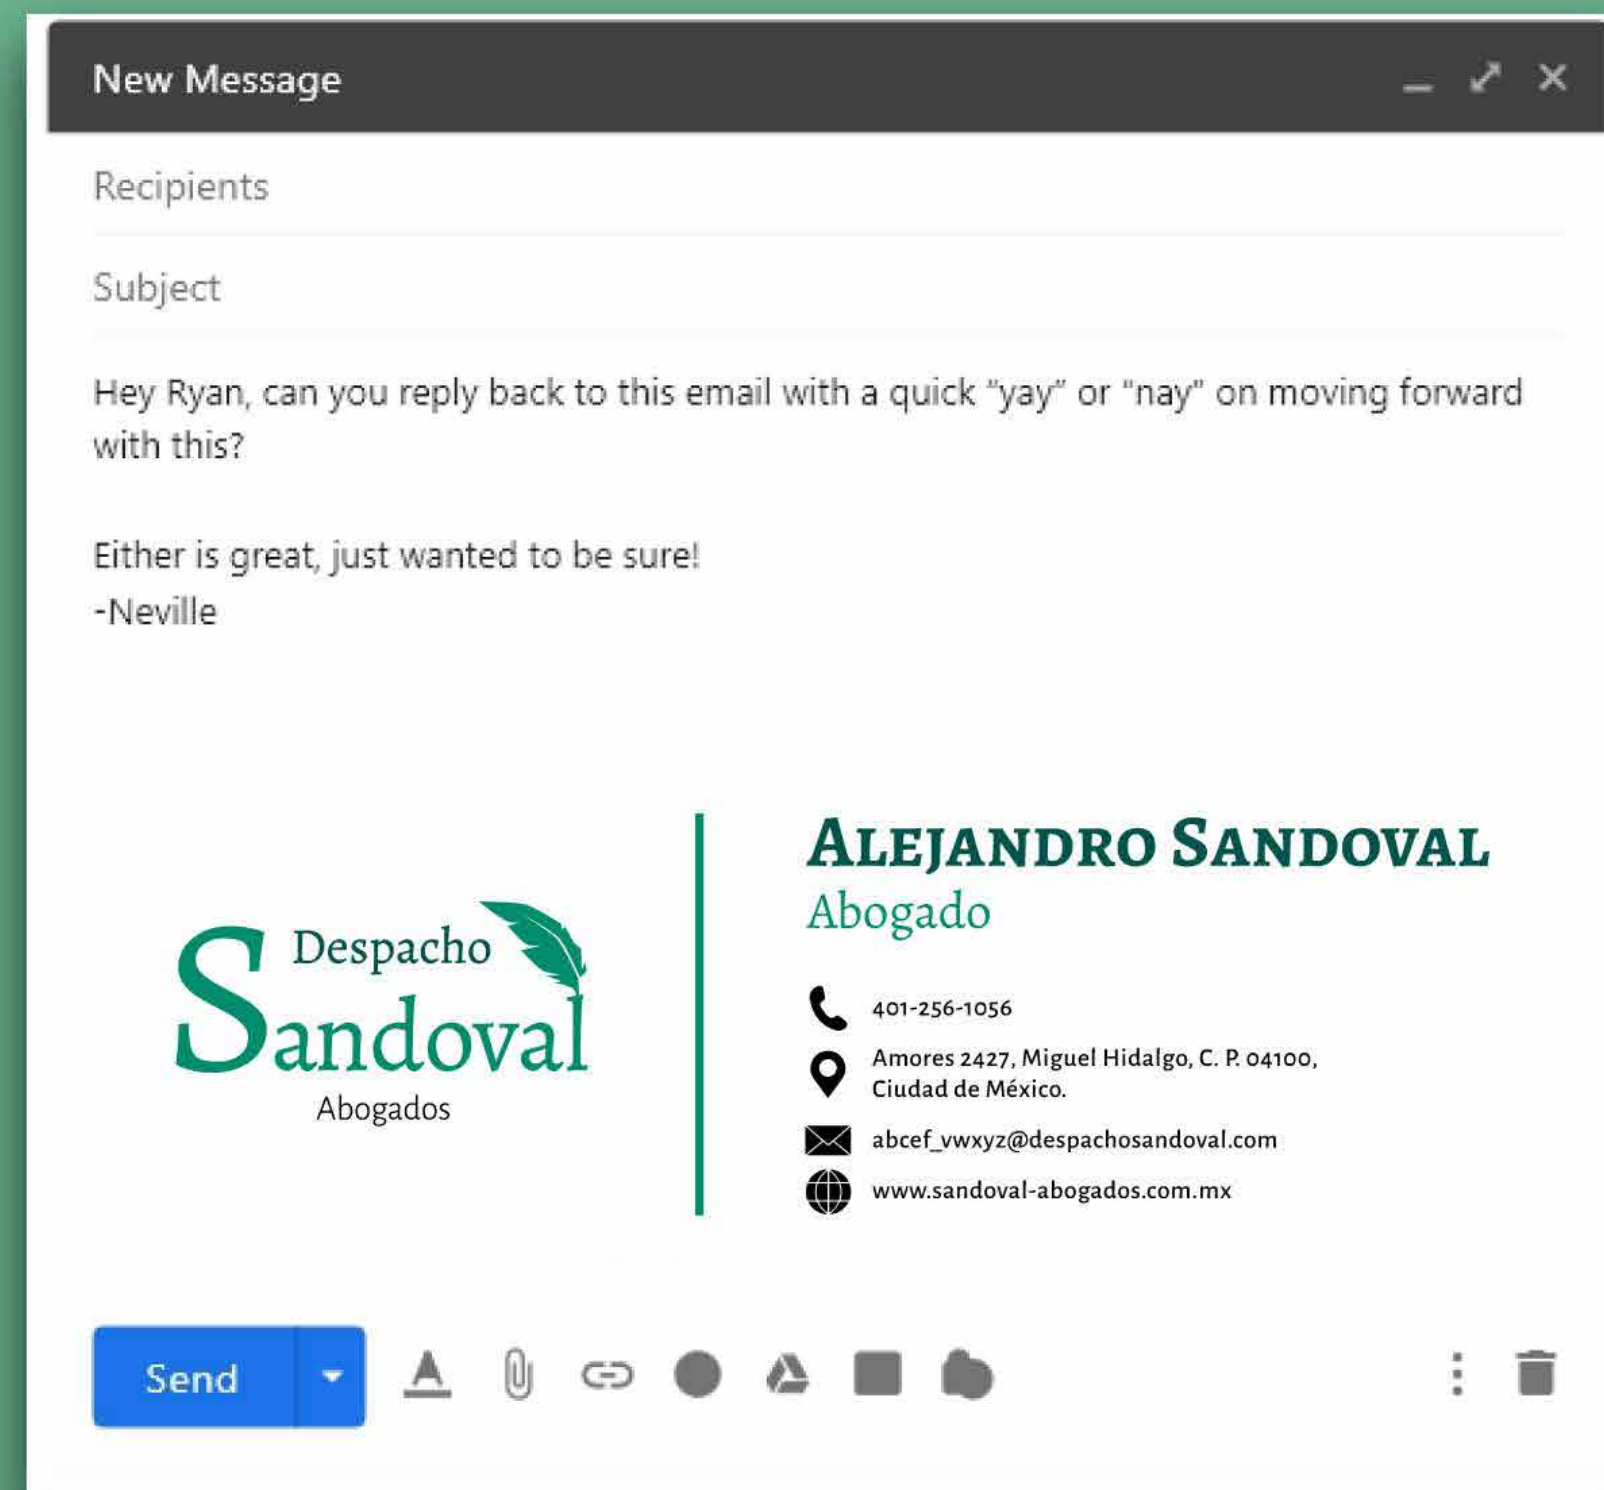 New Message
Recipients
Subject
Hey Ryan, can you reply back to this email with a quick "yay" or "nay" on moving forward
with this?
Either is great, just wanted to be sure!
-Neville
Despacho
Sandoval
Abogados
ALEJANDRO SANDOVAL
Abogado
401-256-1056
Amores 2427, Miguel Hidalgo, C. P. 04100,
Ciudad de México.
abcef_vwxyz@despachosandoval.com
www.sandoval-abogados.com.mx
Send